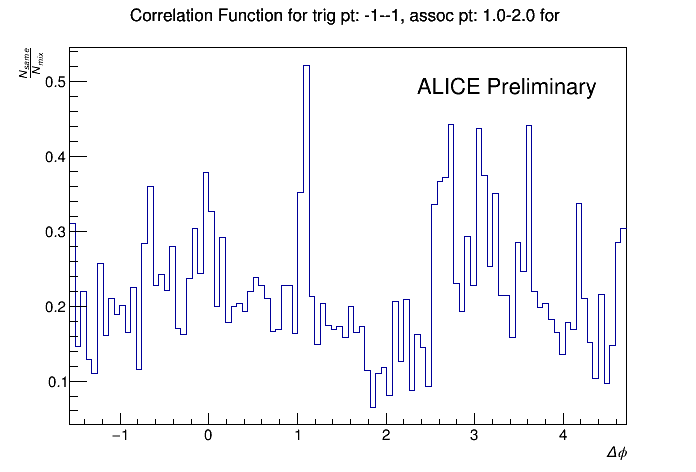 Correlation Function for trig pt: -1--1, assoc pt: 1.0-2.0 for
N_same
N_mix
0.5
ALICE Preliminary
0.4
0.3
0.2
0.1
−1 0 1 2 3 4
Δϕ